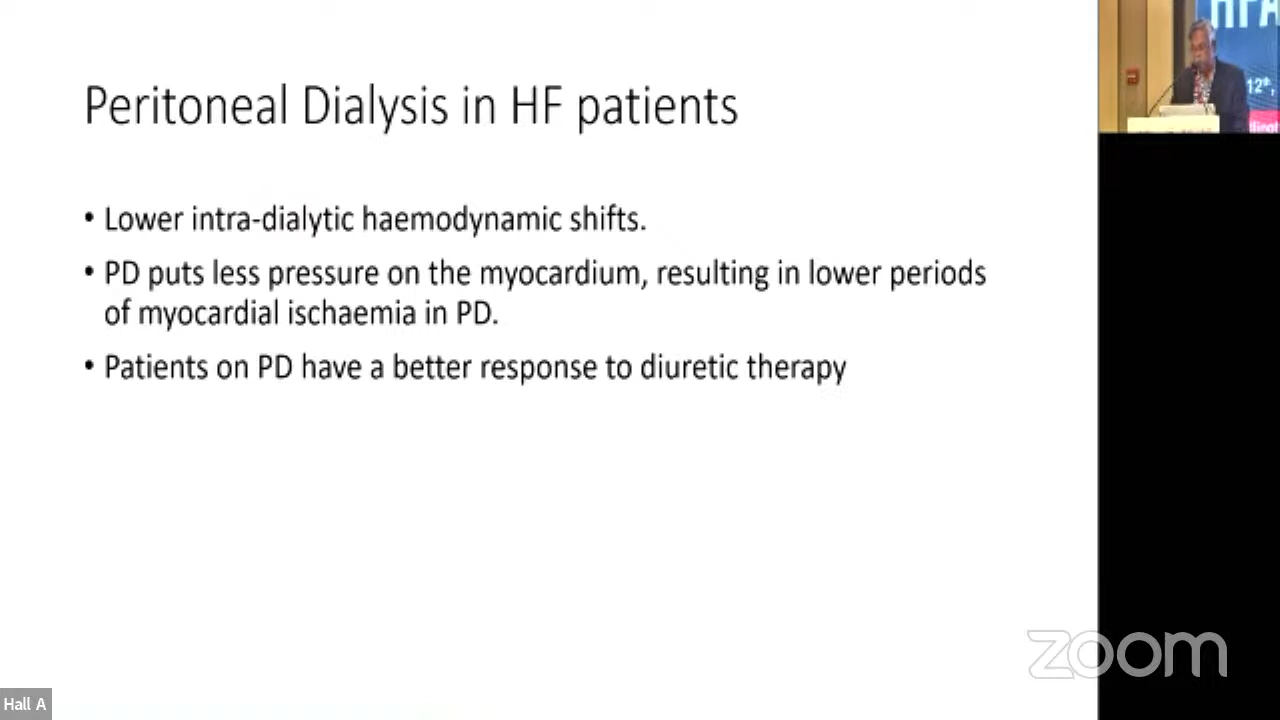 Peritoneal Dialysis in HF patients
• Lower intra-dialytic haemodynamic shifts.
• PD puts less pressure on the myocardium, resulting in lower periods
of myocardial ischaemia in PD.
• Patients on PD have a better response to diuretic therapy
12th,
zoom
Hall A